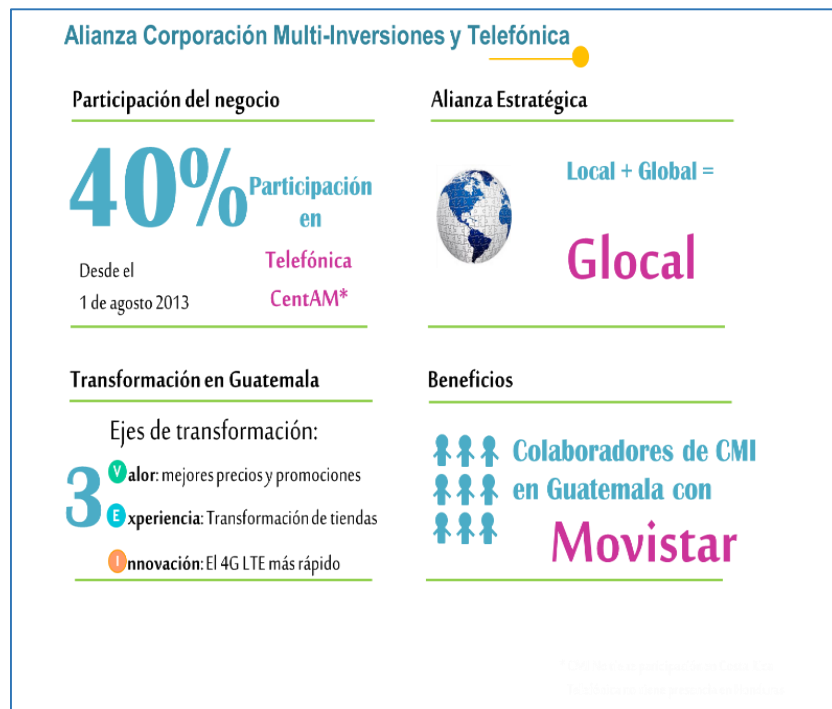 Alianza Corporación Multi-Inversiones y Telefónica
Participación del negocio
40%
Participación
en
Telefónica
CentAM*
Desde el
1 de agosto 2013
Alianza Estratégica
Local + Global =
Glocal
Transformación en Guatemala
Ejes de transformación:
3
Valor: mejores precios y promociones
Experiencia: Transformación de tiendas
Innovación: El 4G LTE más rápido
Beneficios
Colaboradores de CMI
en Guatemala con
Movistar